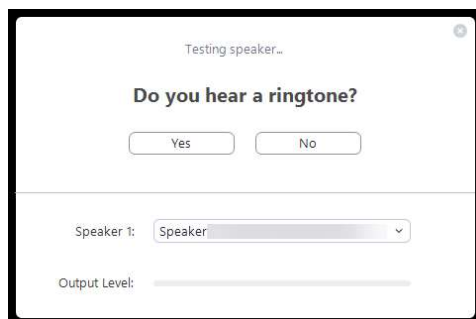 Testing speaker...
Do you hear a ringtone?
Yes No
Speaker 1: Speaker
Output Level: